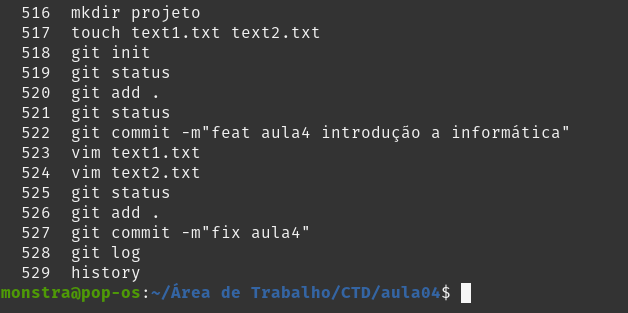 516  mkdir projeto
517  touch text1.txt text2.txt
518  git init
519  git status
520  git add .
521  git status
522  git commit -m"feat aula4 introdução a informática"
523  vim text1.txt
524  vim text2.txt
525  git status
526  git add .
527  git commit -m"fix aula4"
528  git log
529  history
monstra@pop-os:~/Área de Trabalho/CTD/aula04$